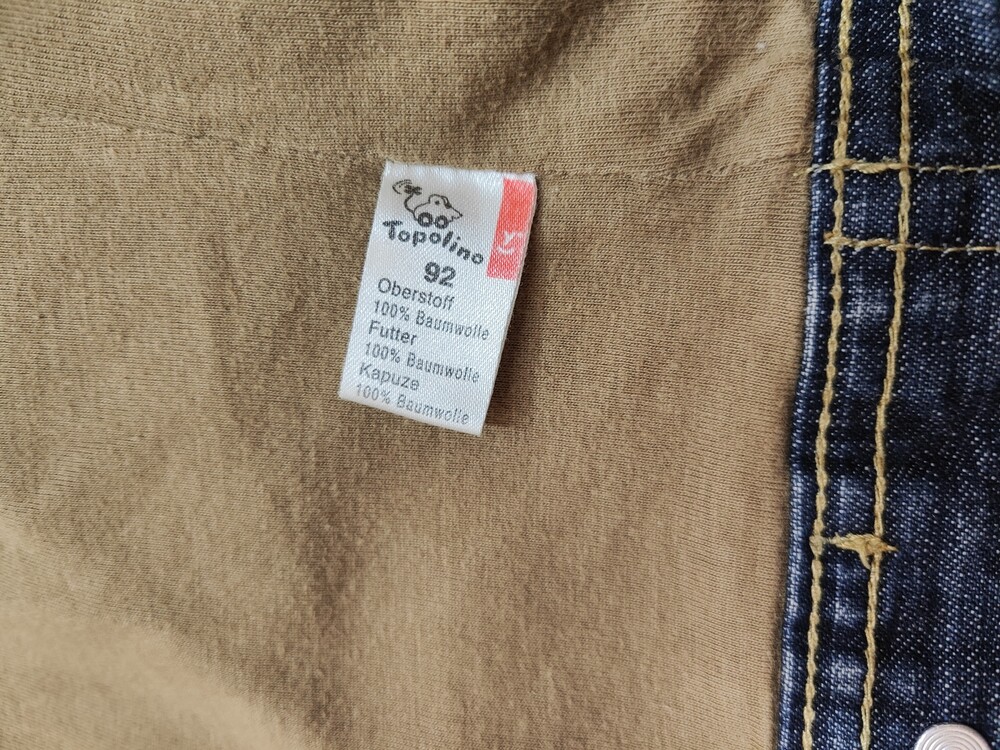 Topolino
92
Oberstoff
100% Baumwolle
Futter
100% Baumwolle
Kapuze
100% Baumwolle